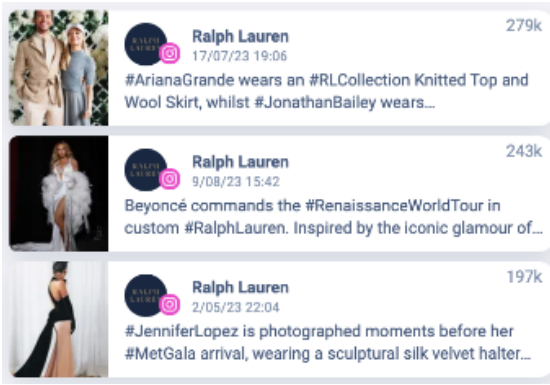 Ralph Lauren
279k
17/07/23 19:06
#ArianaGrande wears an #RLCollection Knitted Top and
Wool Skirt, whilst #JonathanBailey wears...
Ralph Lauren
243k
9/08/23 15:42
Beyoncé commands the #RenaissanceWorldTour in
custom #RalphLauren. Inspired by the iconic glamour of...
Ralph Lauren
197k
2/05/23 22:04
#JenniferLopez is photographed moments before her
#MetGala arrival, wearing a sculptural silk velvet halter...